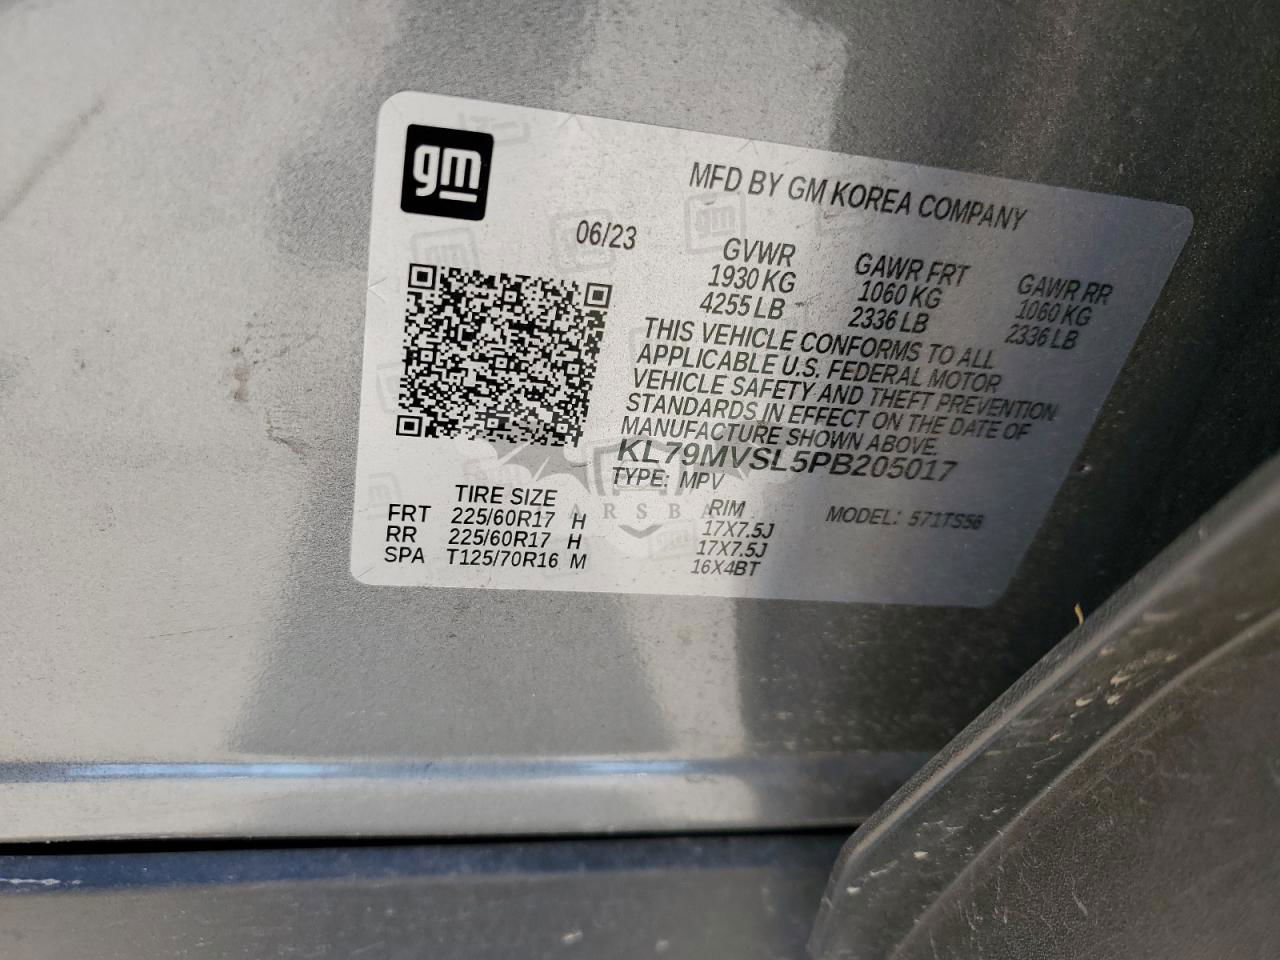 gm
MFD BY GM KOREA COMPANY
06/23
GVWR
1930 KG
4255 LB
GAWR FRT
1060 KG
2336 LB
GAWR RR
1060 KG
2336 LB
THIS VEHICLE CONFORMS TO ALL
APPLICABLE U.S. FEDERAL MOTOR
VEHICLE SAFETY AND THEFT PREVENTION
STANDARDS IN EFFECT ON THE DATE OF
MANUFACTURE SHOWN ABOVE.
KL79MVSL5PB205017
TYPE: MPV
MODEL: 571TS56
TIRE SIZE RIM
FRT 225/60R17 H 17X7.5J
RR 225/60R17 H 17X7.5J
SPA T125/70R16 M 16X4BT